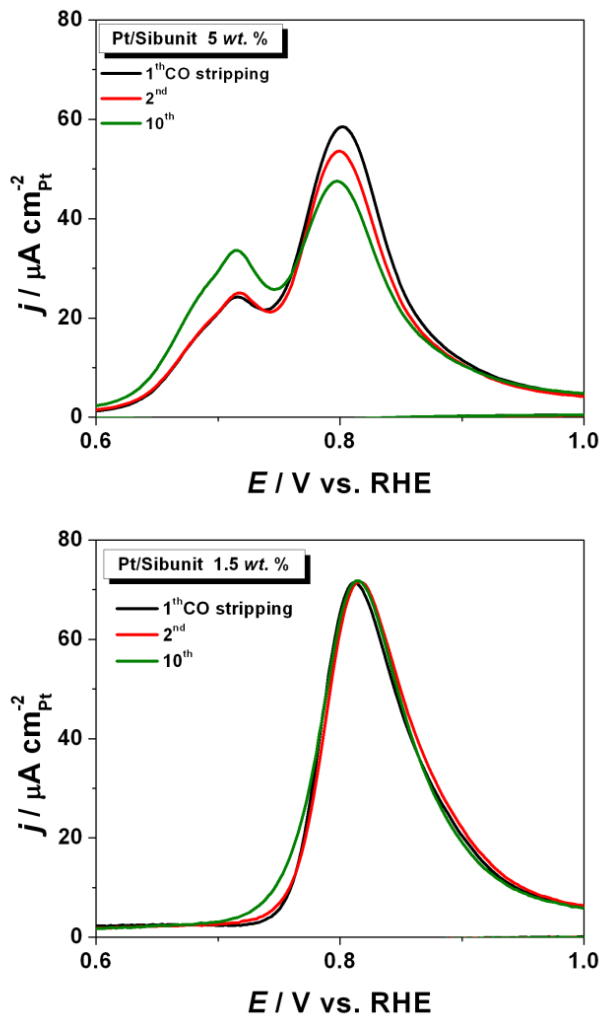 Pt/Sibunit 5 wt. %
1thCO stripping
2nd
10th
80
60
40
20
0
j / μA cm-2Pt
0.6
0.8
1.0
E / V vs. RHE
Pt/Sibunit 1.5 wt. %
1thCO stripping
2nd
10th
80
60
40
20
0
j / μA cm-2Pt
0.6
0.8
1.0
E / V vs. RHE